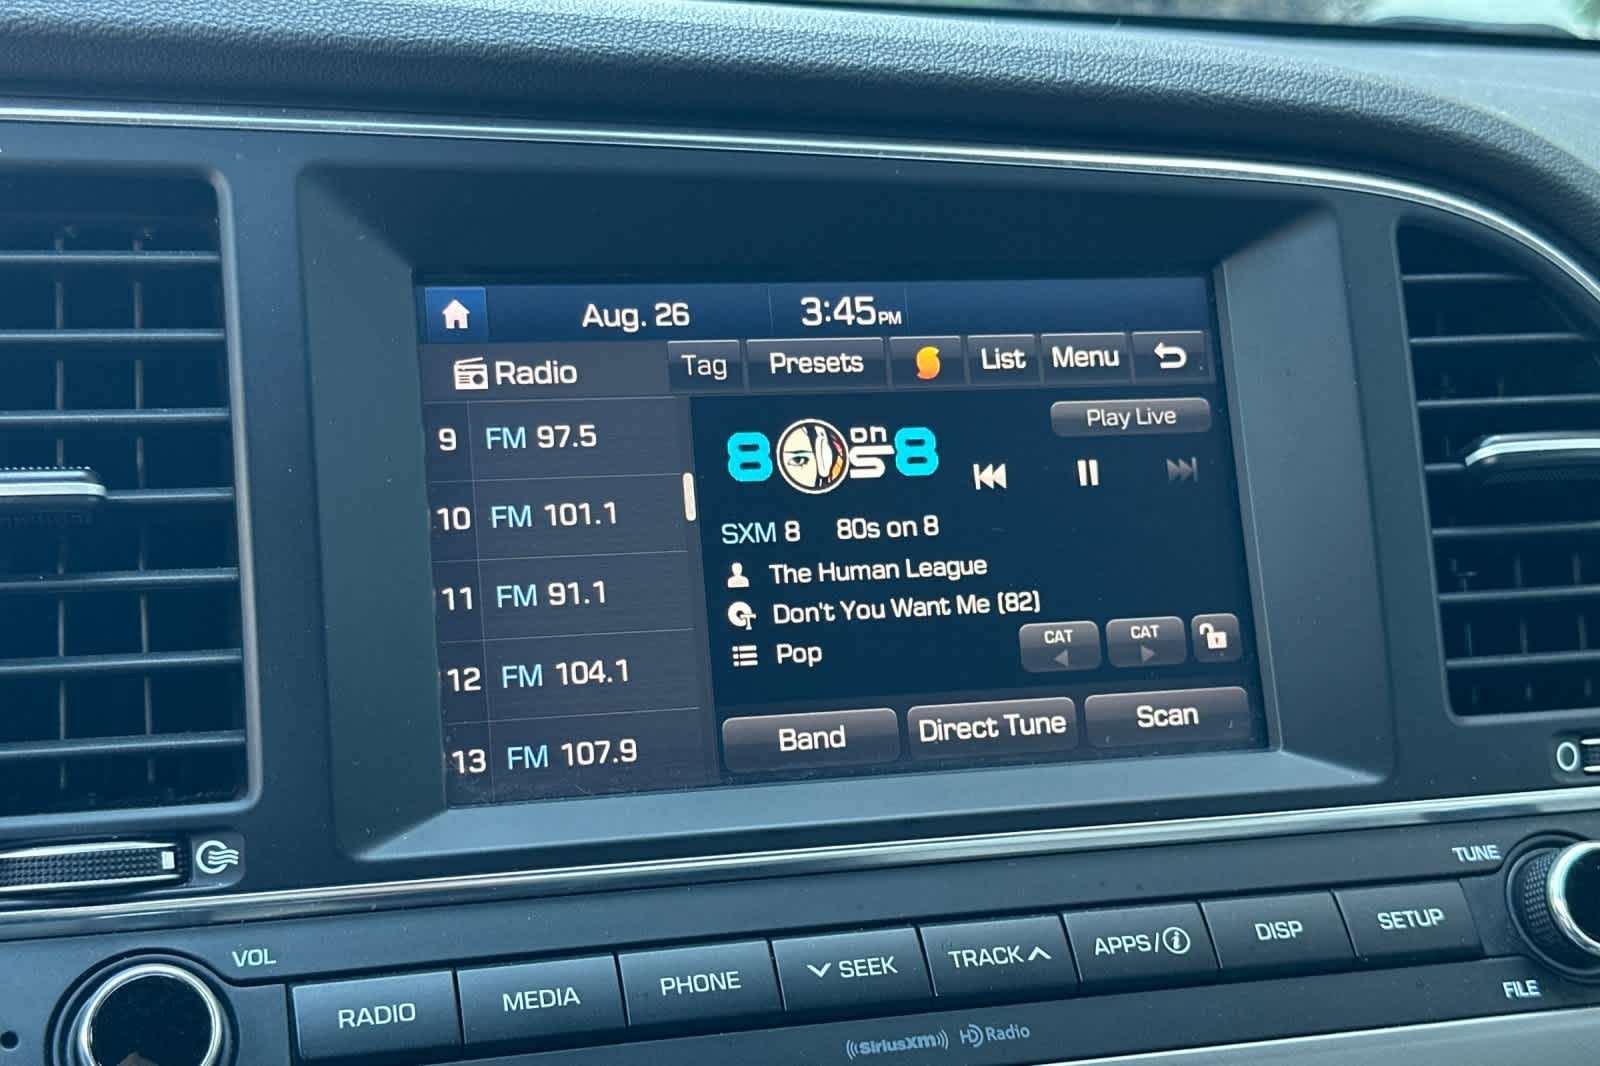 Aug. 26 3:45PM
Radio Tag Presets List Menu
9 FM 97.5
10 FM 101.1
11 FM 91.1
12 FM 104.1
13 FM 107.9
Play Live
80s on 8
SXM 8 80s on 8
The Human League
Don't You Want Me (82)
Pop
CAT CAT
Band Direct Tune Scan
VOL
TUNE
RADIO MEDIA PHONE SEEK TRACK APPS/i DISP SETUP
FILE
((SiriusXM)) HD Radio
0